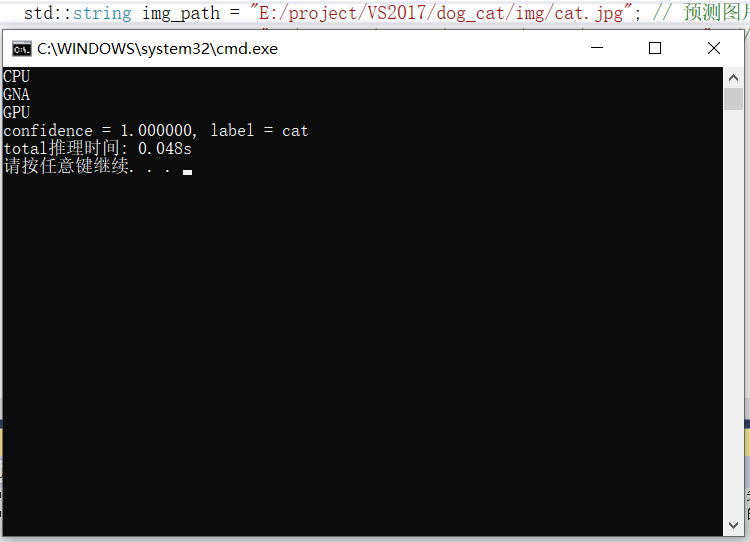 std::string img_path = "E:/project/VS2017/dog_cat/img/cat.jpg"; // 预测图片
C:\WINDOWS\system32\cmd.exe
CPU
GNA
GPU
confidence = 1.000000, label = cat
total推理时间: 0.048s
请按任意键继续. . .